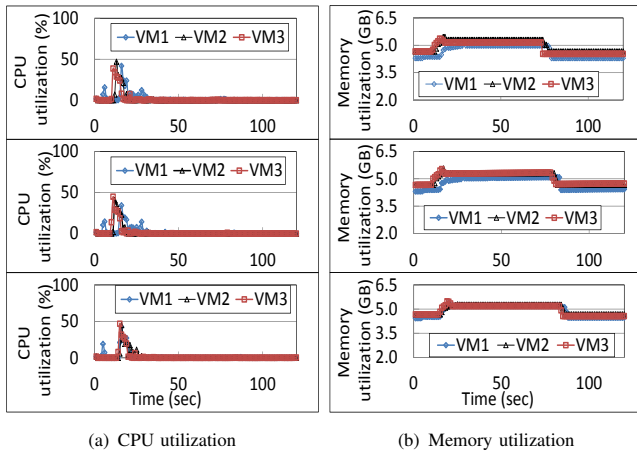 CPU utilization (%)
100
50
0
VM1 VM2 VM3
0 50 100
CPU utilization (%)
100
50
0
VM1 VM2 VM3
0 50 100
CPU utilization (%)
100
50
0
VM1 VM2 VM3
0 50 100
Time (sec)
(a) CPU utilization
Memory utilization (GB)
6.5
5.0
3.5
2.0
VM1 VM2 VM3
0 50 100
Memory utilization (GB)
6.5
5.0
3.5
2.0
VM1 VM2 VM3
0 50 100
Memory utilization (GB)
6.5
5.0
3.5
2.0
VM1 VM2 VM3
0 50 100
Time (sec)
(b) Memory utilization